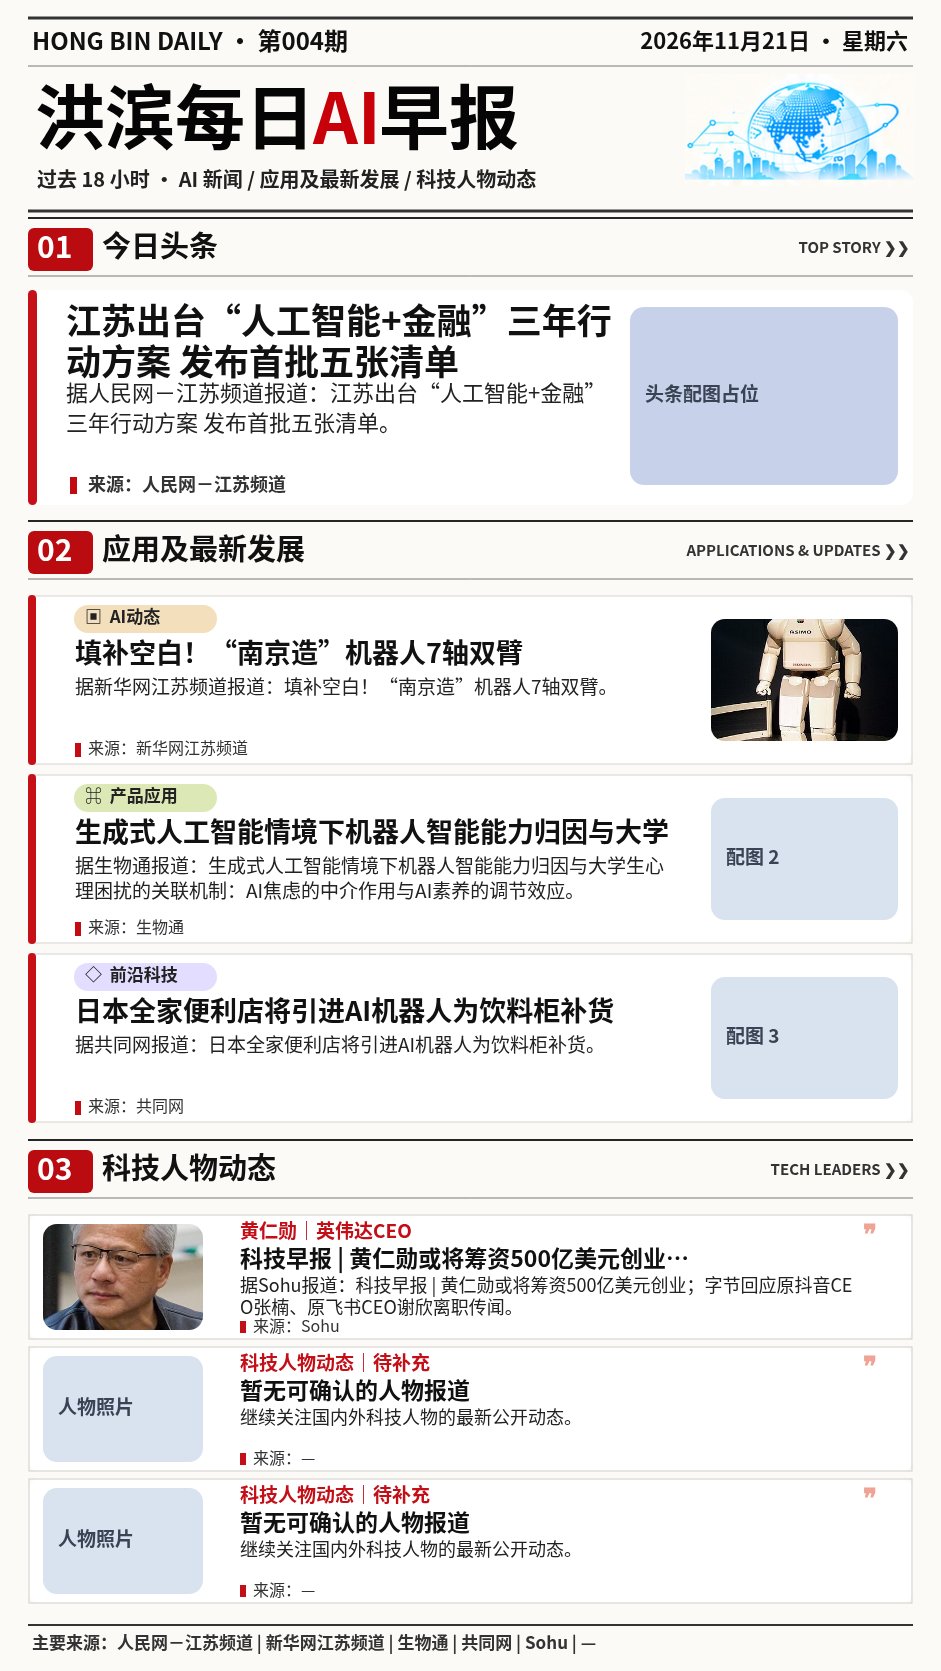 HONG BIN DAILY • 第004期
2026年11月21日 • 星期六
洪滨每日AI早报
过去 18 小时 • AI 新闻 / 应用及最新发展 / 科技人物动态
01 今日头条
TOP STORY ❯❯
江苏出台“人工智能+金融”三年行
动方案 发布首批五张清单
据人民网－江苏频道报道：江苏出台“人工智能+金融”
三年行动方案 发布首批五张清单。
来源：人民网－江苏频道
头条配图占位
02 应用及最新发展
APPLICATIONS & UPDATES ❯❯
▣ AI动态
填补空白！“南京造”机器人7轴双臂
据新华网江苏频道报道：填补空白！“南京造”机器人7轴双臂。
来源：新华网江苏频道
ASIMO
HONDA
⌘ 产品应用
生成式人工智能情境下机器人智能能力归因与大学
据生物通报道：生成式人工智能情境下机器人智能能力归因与大学生心
理困扰的关联机制：AI焦虑的中介作用与AI素养的调节效应。
来源：生物通
配图 2
◇ 前沿科技
日本全家便利店将引进AI机器人为饮料柜补货
据共同网报道：日本全家便利店将引进AI机器人为饮料柜补货。
来源：共同网
配图 3
03 科技人物动态
TECH LEADERS ❯❯
黄仁勋｜英伟达CEO
科技早报 | 黄仁勋或将筹资500亿美元创业…
据Sohu报道：科技早报 | 黄仁勋或将筹资500亿美元创业；字节回应原抖音CE
O张楠、原飞书CEO谢欣离职传闻。
来源：Sohu
❞
人物照片
科技人物动态｜待补充
暂无可确认的人物报道
继续关注国内外科技人物的最新公开动态。
来源：—
❞
人物照片
科技人物动态｜待补充
暂无可确认的人物报道
继续关注国内外科技人物的最新公开动态。
来源：—
❞
主要来源：人民网－江苏频道 | 新华网江苏频道 | 生物通 | 共同网 | Sohu | —